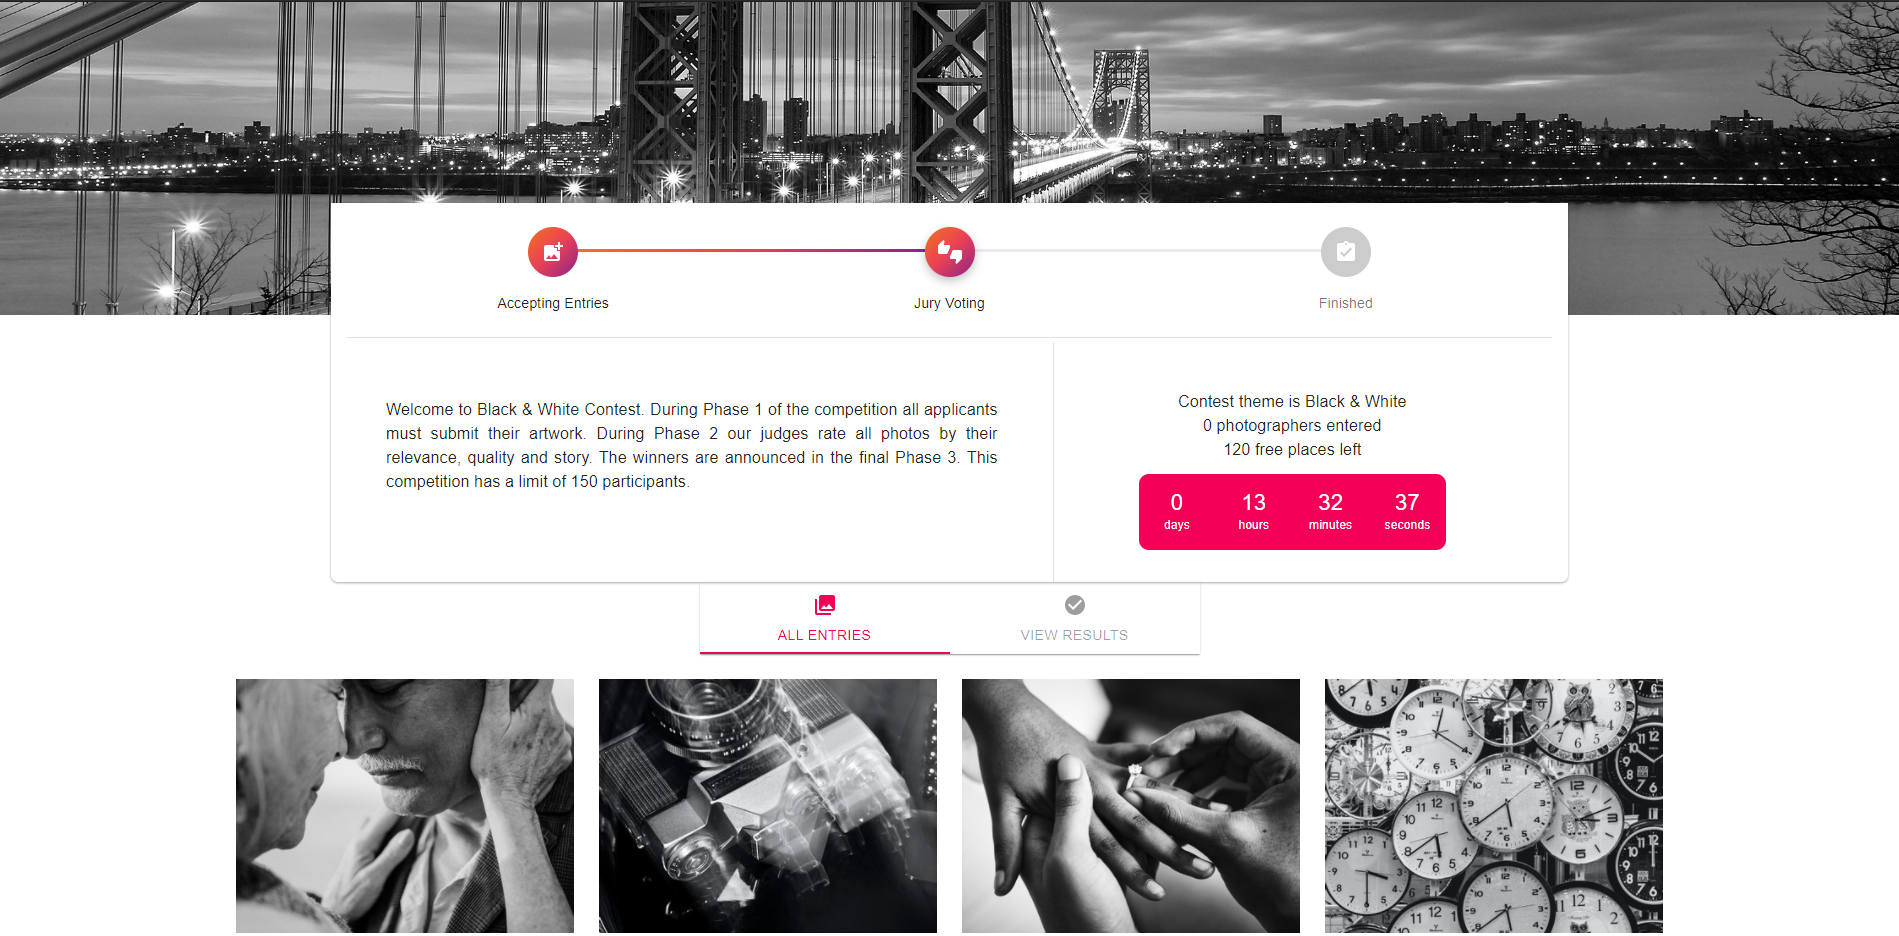 Accepting Entries
Jury Voting
Finished
Welcome to Black & White Contest. During Phase 1 of the competition all applicants
must submit their artwork. During Phase 2 our judges rate all photos by their
relevance, quality and story. The winners are announced in the final Phase 3. This
competition has a limit of 150 participants.
Contest theme is Black & White
0 photographers entered
120 free places left
0 13 32 37
days hours minutes seconds
ALL ENTRIES
VIEW RESULTS